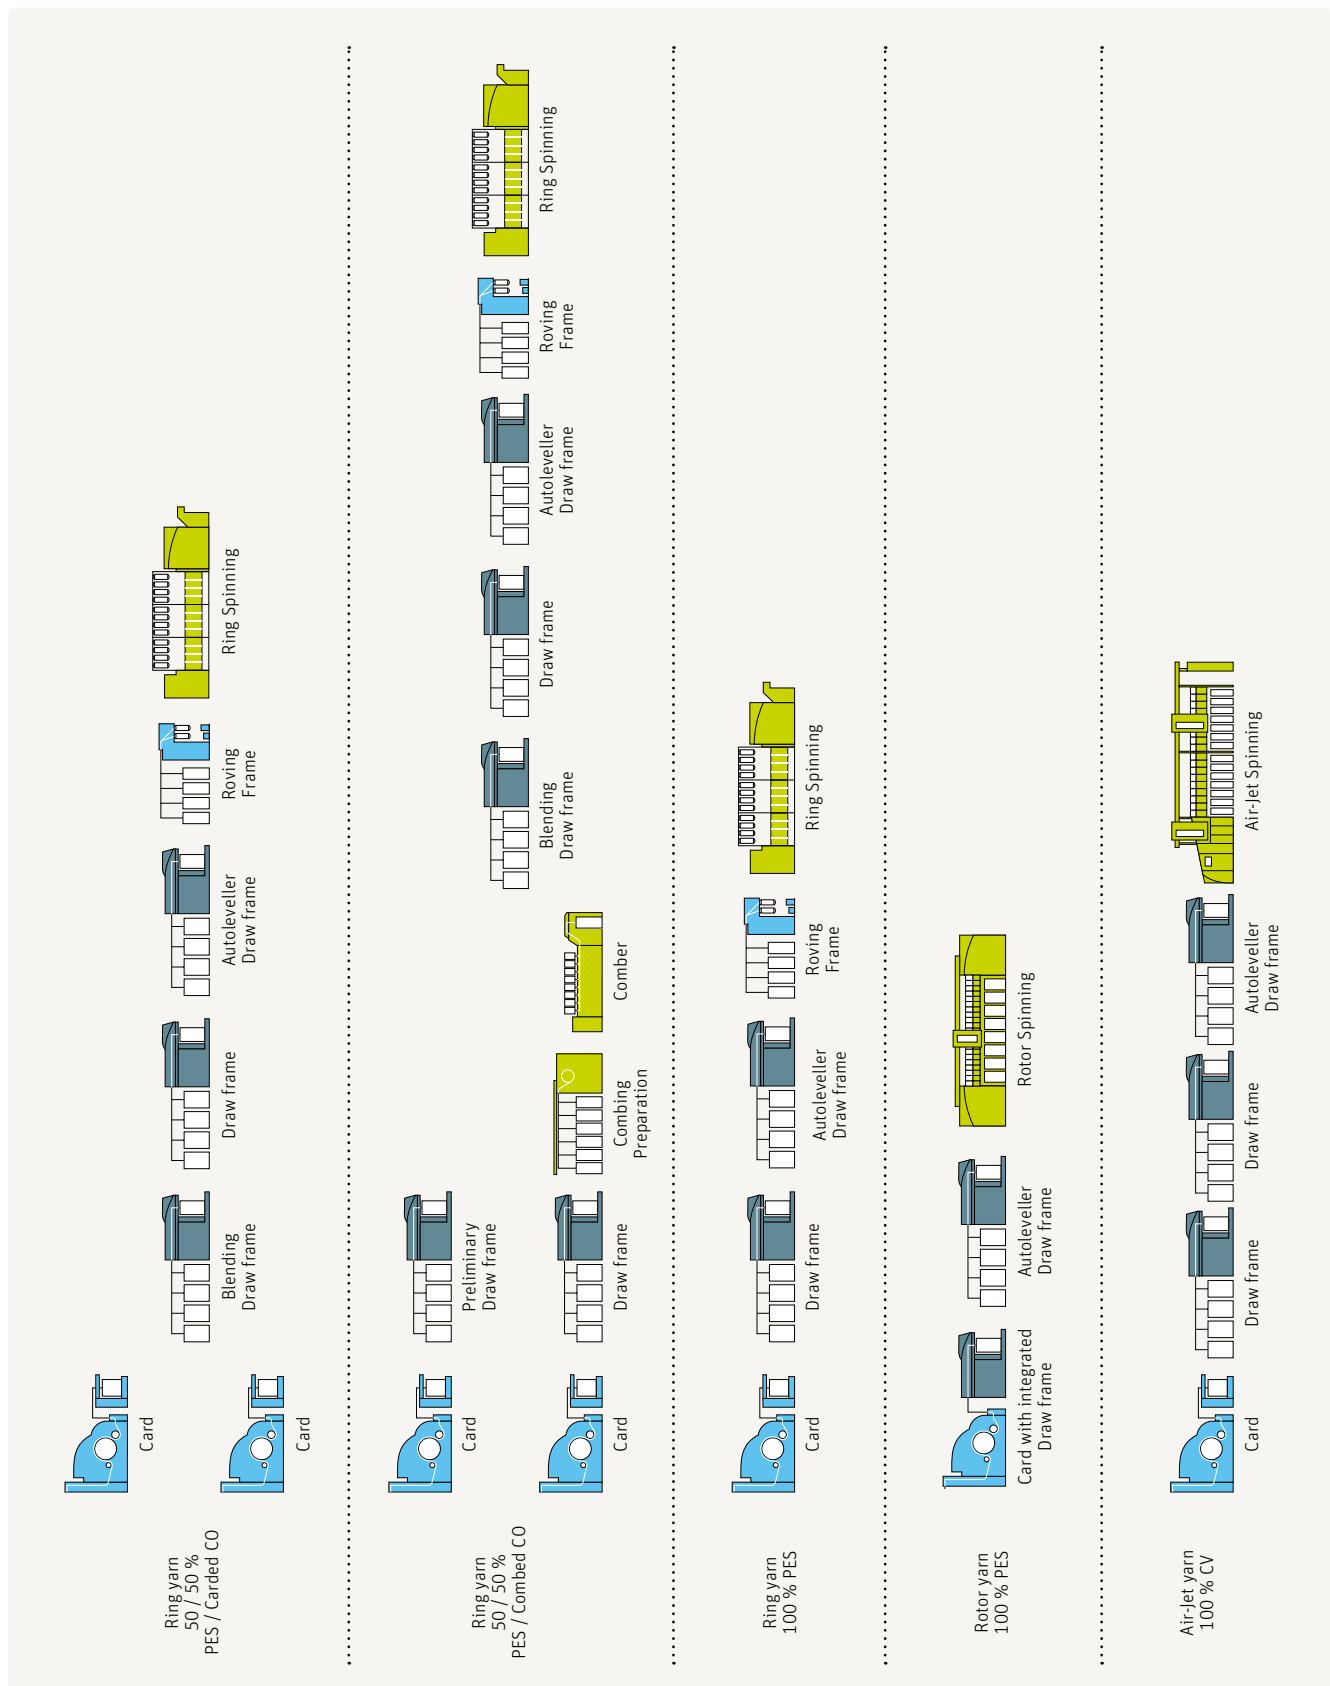 Ring yarn
50 / 50 %
PES / Carded CO
Card
Card
Blending
Draw frame
Draw frame
Autoleveller
Draw frame
Roving
Frame
Ring Spinning
Ring yarn
50 / 50 %
PES / Combed CO
Card
Card
Preliminary
Draw frame
Draw frame
Combing
Preparation
Comber
Blending
Draw frame
Draw frame
Autoleveller
Draw frame
Roving
Frame
Ring Spinning
Ring yarn
100 % PES
Card
Draw frame
Autoleveller
Draw frame
Roving
Frame
Ring Spinning
Rotor yarn
100 % PES
Card with integrated
Draw frame
Autoleveller
Draw frame
Rotor Spinning
Air-Jet yarn
100 % CV
Card
Draw frame
Draw frame
Autoleveller
Draw frame
Air-Jet Spinning